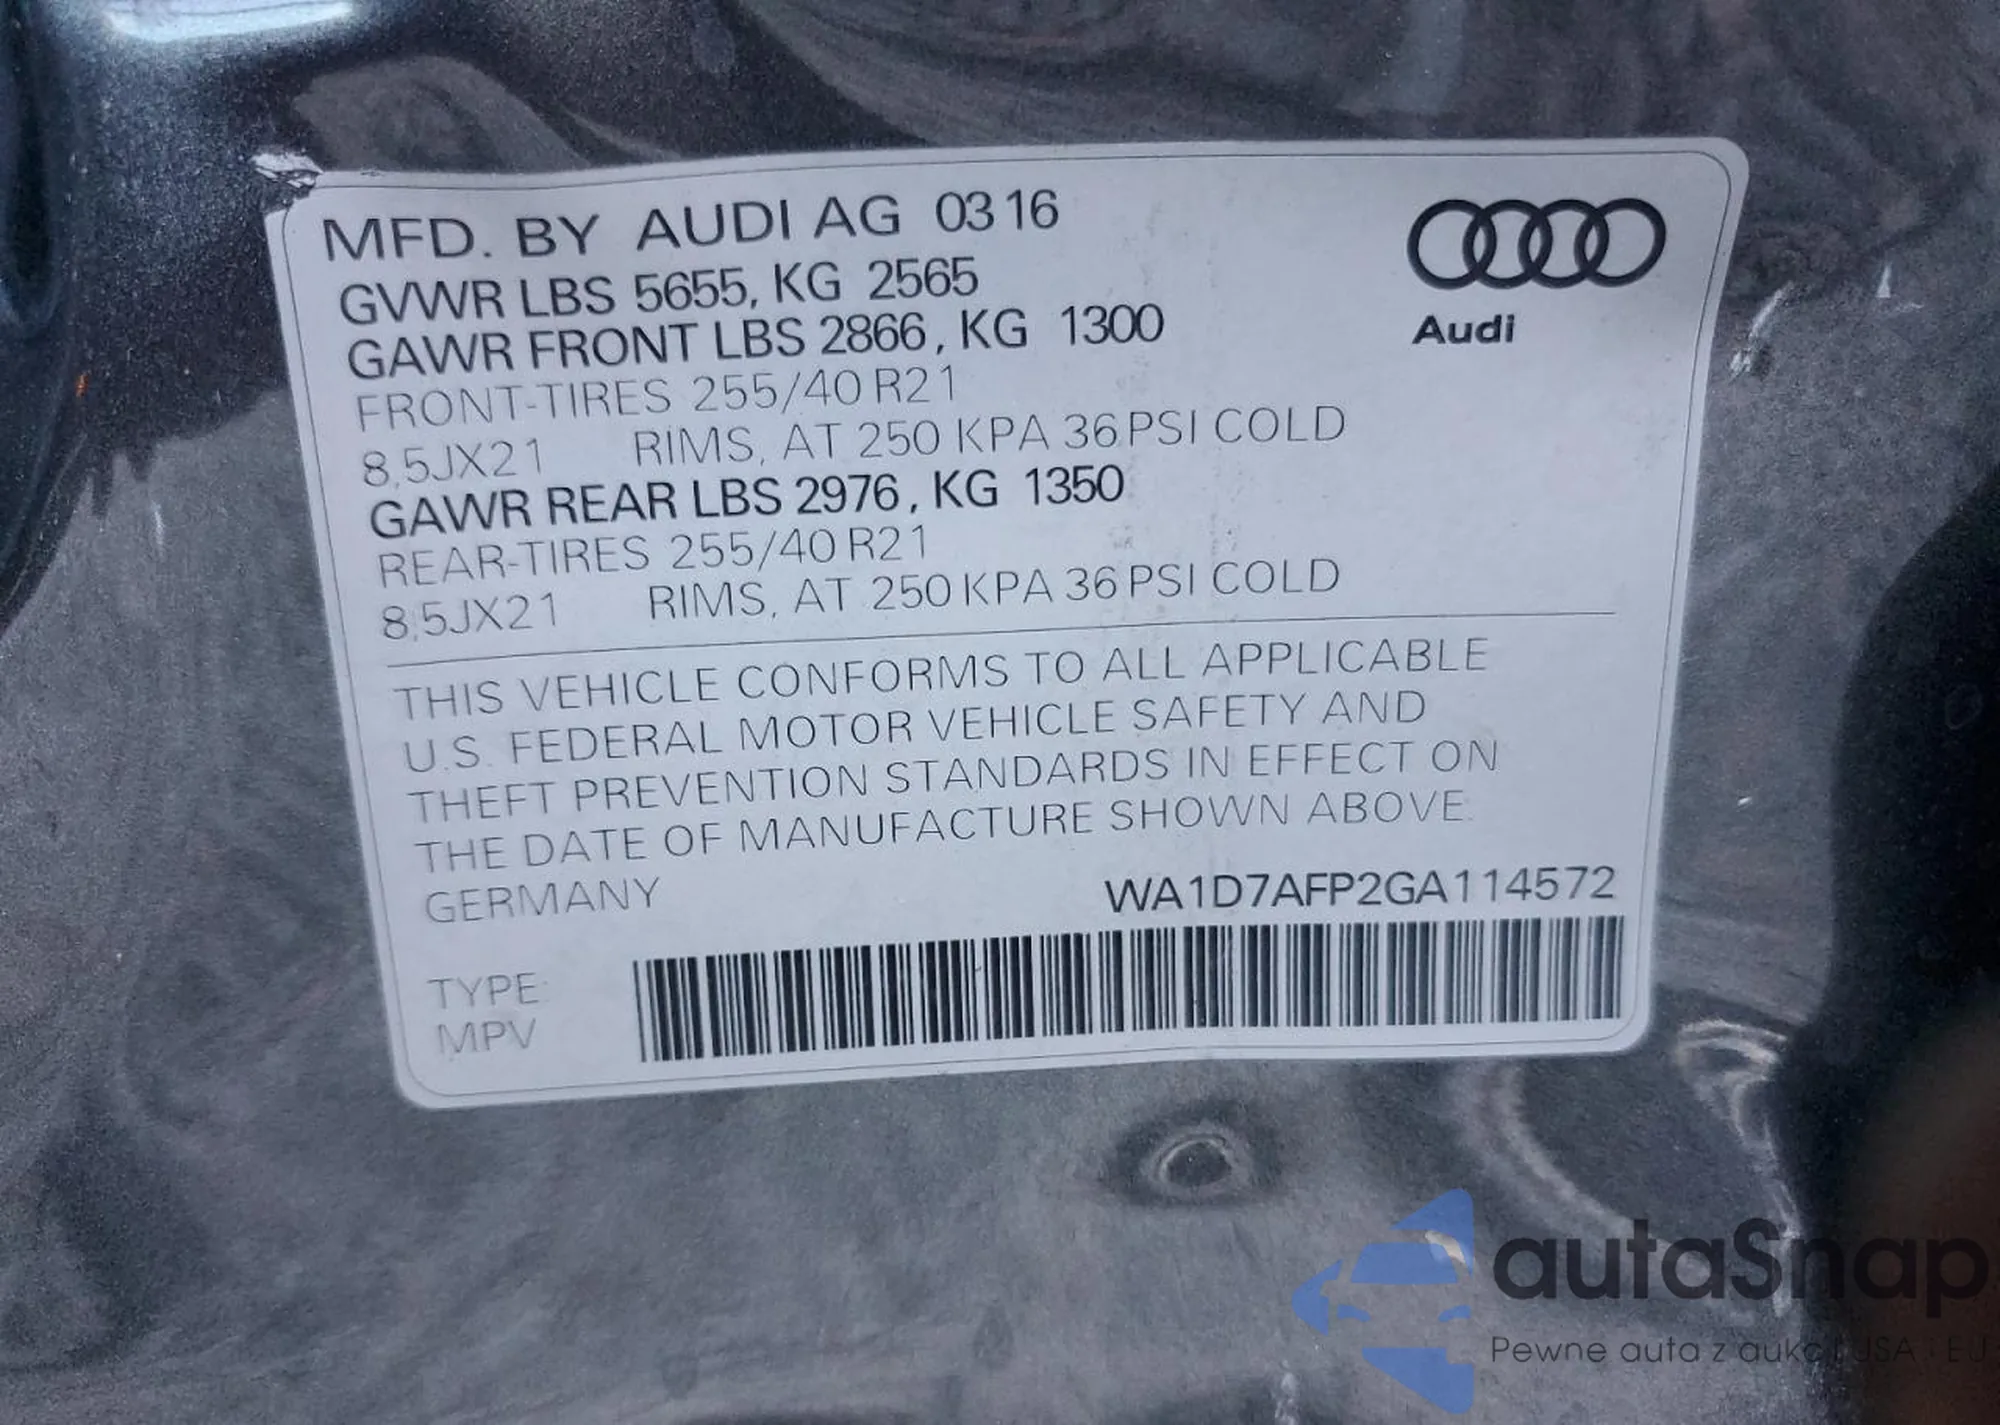 MFD. BY AUDI AG 03 16
GVWR LBS 5655, KG 2565
GAWR FRONT LBS 2866, KG 1300
FRONT-TIRES 255/40 R21
8,5JX21 RIMS, AT 250 KPA 36 PSI COLD
GAWR REAR LBS 2976, KG 1350
REAR-TIRES 255/40 R21
8,5JX21 RIMS, AT 250 KPA 36 PSI COLD
Audi
THIS VEHICLE CONFORMS TO ALL APPLICABLE
U.S. FEDERAL MOTOR VEHICLE SAFETY AND
THEFT PREVENTION STANDARDS IN EFFECT ON
THE DATE OF MANUFACTURE SHOWN ABOVE.
GERMANY WA1D7AFP2GA114572
TYPE:
MPV
autaSnap
Pewne auta z aukcji USA i EU